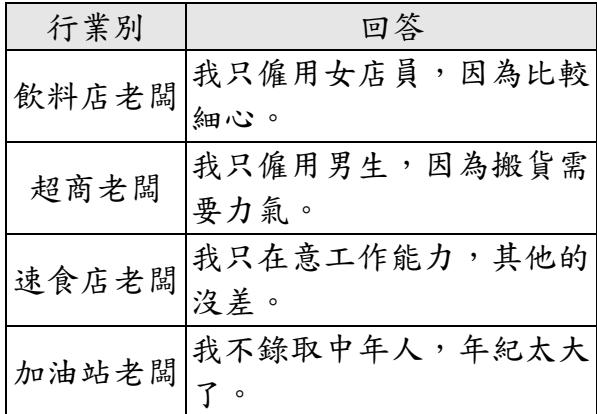 行業別 回答
飲料店老闆 我只僱用女店員，因為比較
細心。
超商老闆 我只僱用男生，因為搬貨需
要力氣。
速食店老闆 我只在意工作能力，其他的
沒差。
加油站老闆 我不錄取中年人，年紀太大
了。